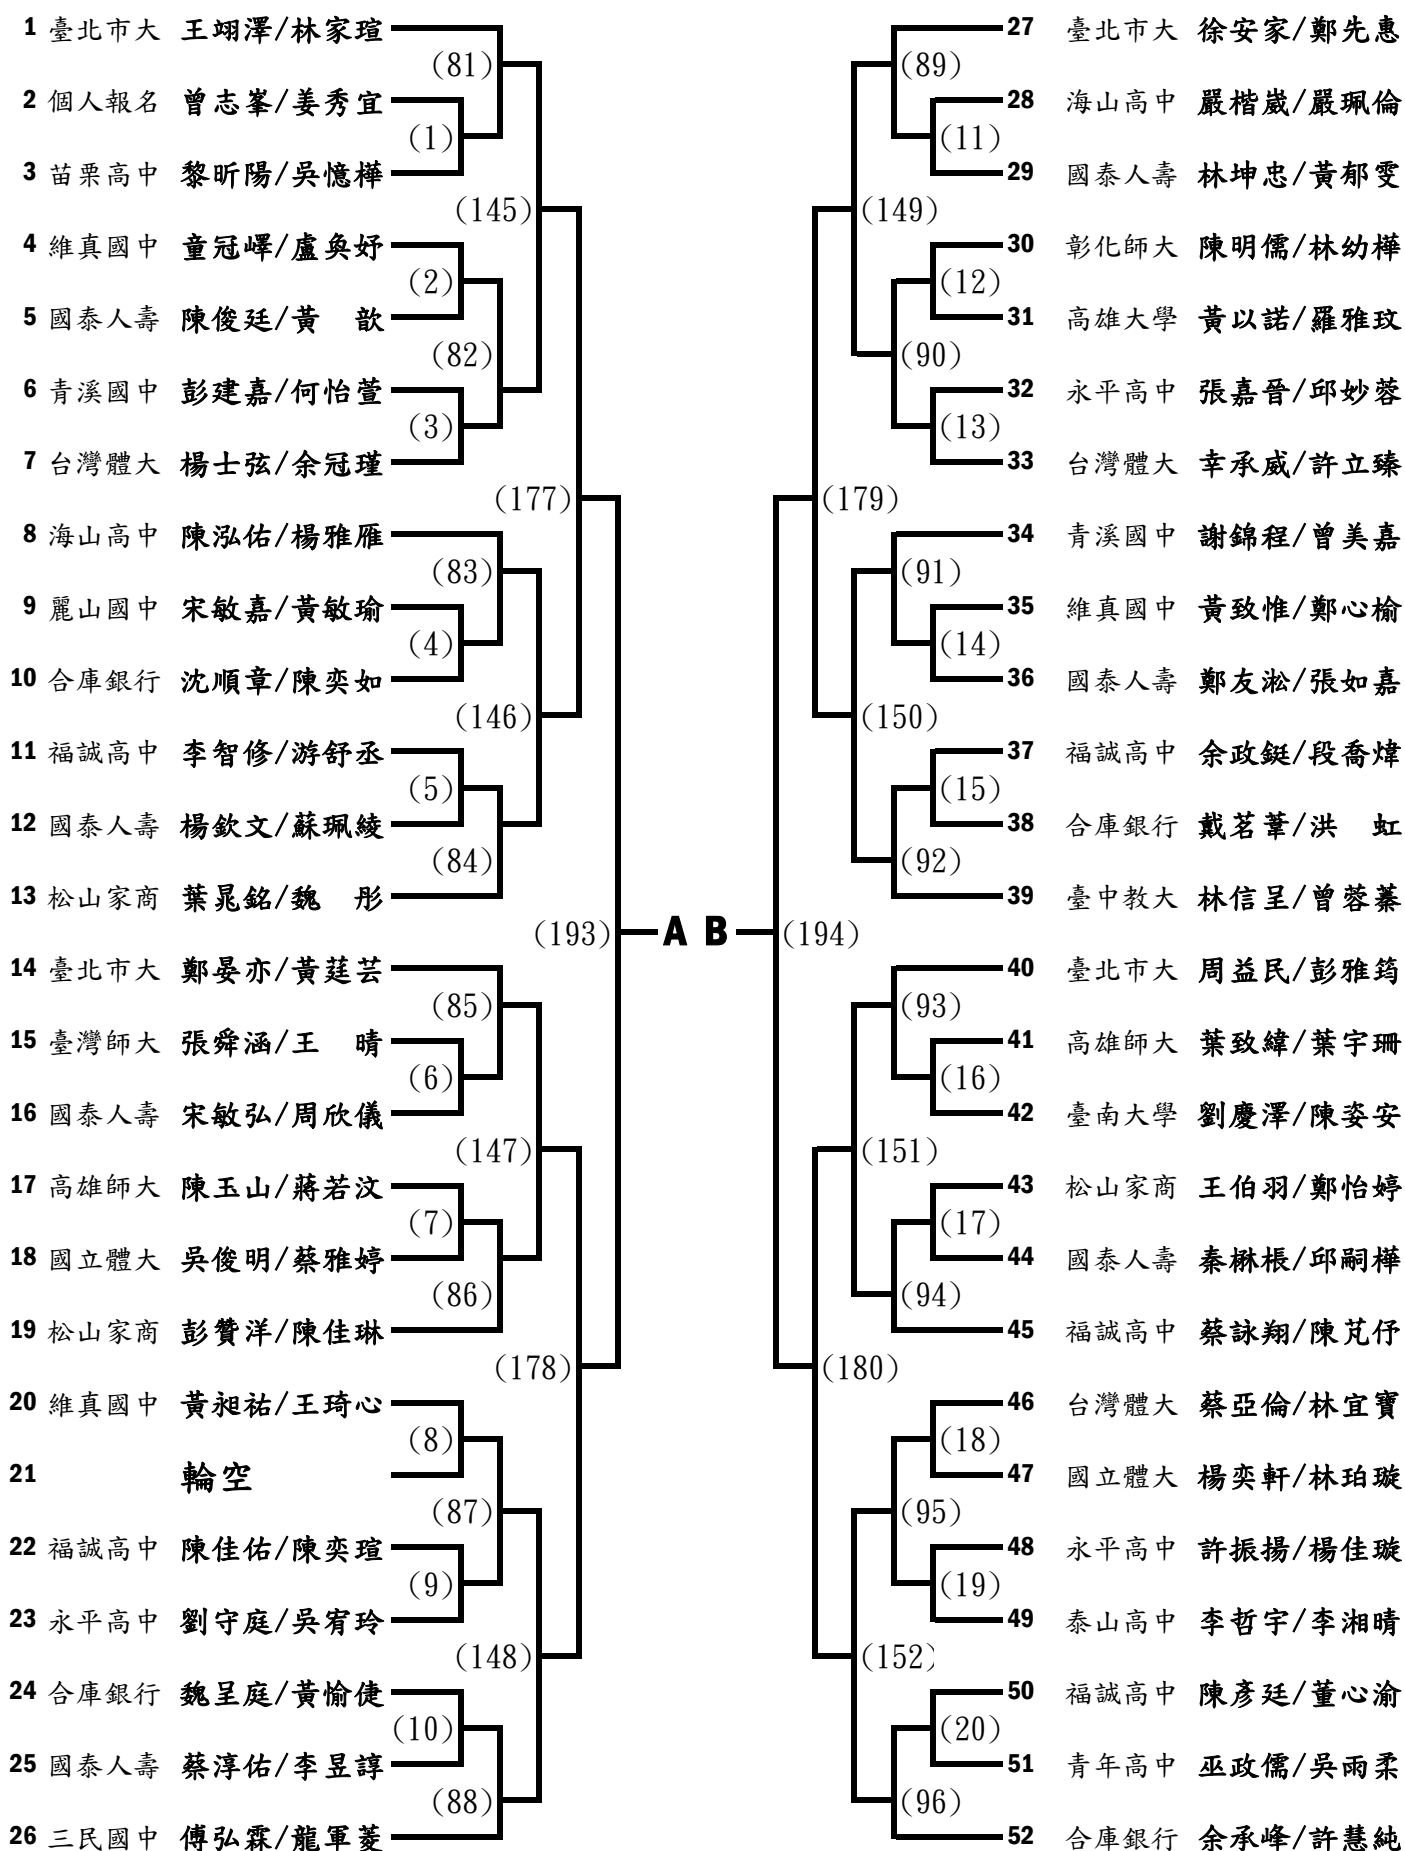 1 臺北市大 王翊澤/林家瑄
(81)
2 個人報名 曾志峯/姜秀宜
(1)
3 苗栗高中 黎昕陽/吳憶樺
(145)
4 維真國中 童冠嶧/盧奐妤
(2)
5 國泰人壽 陳俊廷/黃 歆
(82)
6 青溪國中 彭建嘉/何怡萱
(3)
7 台灣體大 楊士弦/余冠瑾
(177)
8 海山高中 陳泓佑/楊雅雁
(83)
9 麗山國中 宋敏嘉/黃敏瑜
(4)
10 合庫銀行 沈順章/陳奕如
(146)
11 福誠高中 李智修/游舒丞
(5)
12 國泰人壽 楊欽文/蘇珮綾
(84)
13 松山家商 葉晁銘/魏 彤
(193) A
14 臺北市大 鄭晏亦/黃莛芸
(85)
15 臺灣師大 張舜涵/王 晴
(6)
16 國泰人壽 宋敏弘/周欣儀
(147)
17 高雄師大 陳玉山/蔣若汶
(7)
18 國立體大 吳俊明/蔡雅婷
(86)
19 松山家商 彭贊洋/陳佳琳
(178)
20 維真國中 黃昶祐/王琦心
(8)
21 輪空
(87)
22 福誠高中 陳佳佑/陳奕瑄
(9)
23 永平高中 劉守庭/吳宥玲
(148)
24 合庫銀行 魏呈庭/黃愉倢
(10)
25 國泰人壽 蔡淳佑/李昱諄
(88)
26 三民國中 傅弘霖/龍軍菱
27 臺北市大 徐安家/鄭先惠
(89)
28 海山高中 嚴楷崴/嚴珮倫
(11)
29 國泰人壽 林坤忠/黃郁雯
(149)
30 彰化師大 陳明儒/林幼樺
(12)
31 高雄大學 黃以諾/羅雅玟
(90)
32 永平高中 張嘉晉/邱妙蓉
(13)
33 台灣體大 幸承威/許立臻
(179)
34 青溪國中 謝錦程/曾美嘉
(91)
35 維真國中 黃致惟/鄭心榆
(14)
36 國泰人壽 鄭友淞/張如嘉
(150)
37 福誠高中 余政鋌/段喬煒
(15)
38 合庫銀行 戴茗葦/洪 虹
(92)
39 臺中教大 林信呈/曾蓉蓁
B (194)
40 臺北市大 周益民/彭雅筠
(93)
41 高雄師大 葉致緯/葉宇珊
(16)
42 臺南大學 劉慶澤/陳姿安
(151)
43 松山家商 王伯羽/鄭怡婷
(17)
44 國泰人壽 秦楙棖/邱嗣樺
(94)
45 福誠高中 蔡詠翔/陳芃伃
(180)
46 台灣體大 蔡亞倫/林宜寶
(18)
47 國立體大 楊奕軒/林珀璇
(95)
48 永平高中 許振揚/楊佳璇
(19)
49 泰山高中 李哲宇/李湘晴
(152)
50 福誠高中 陳彥廷/董心渝
(20)
51 青年高中 巫政儒/吳雨柔
(96)
52 合庫銀行 余承峰/許慧純